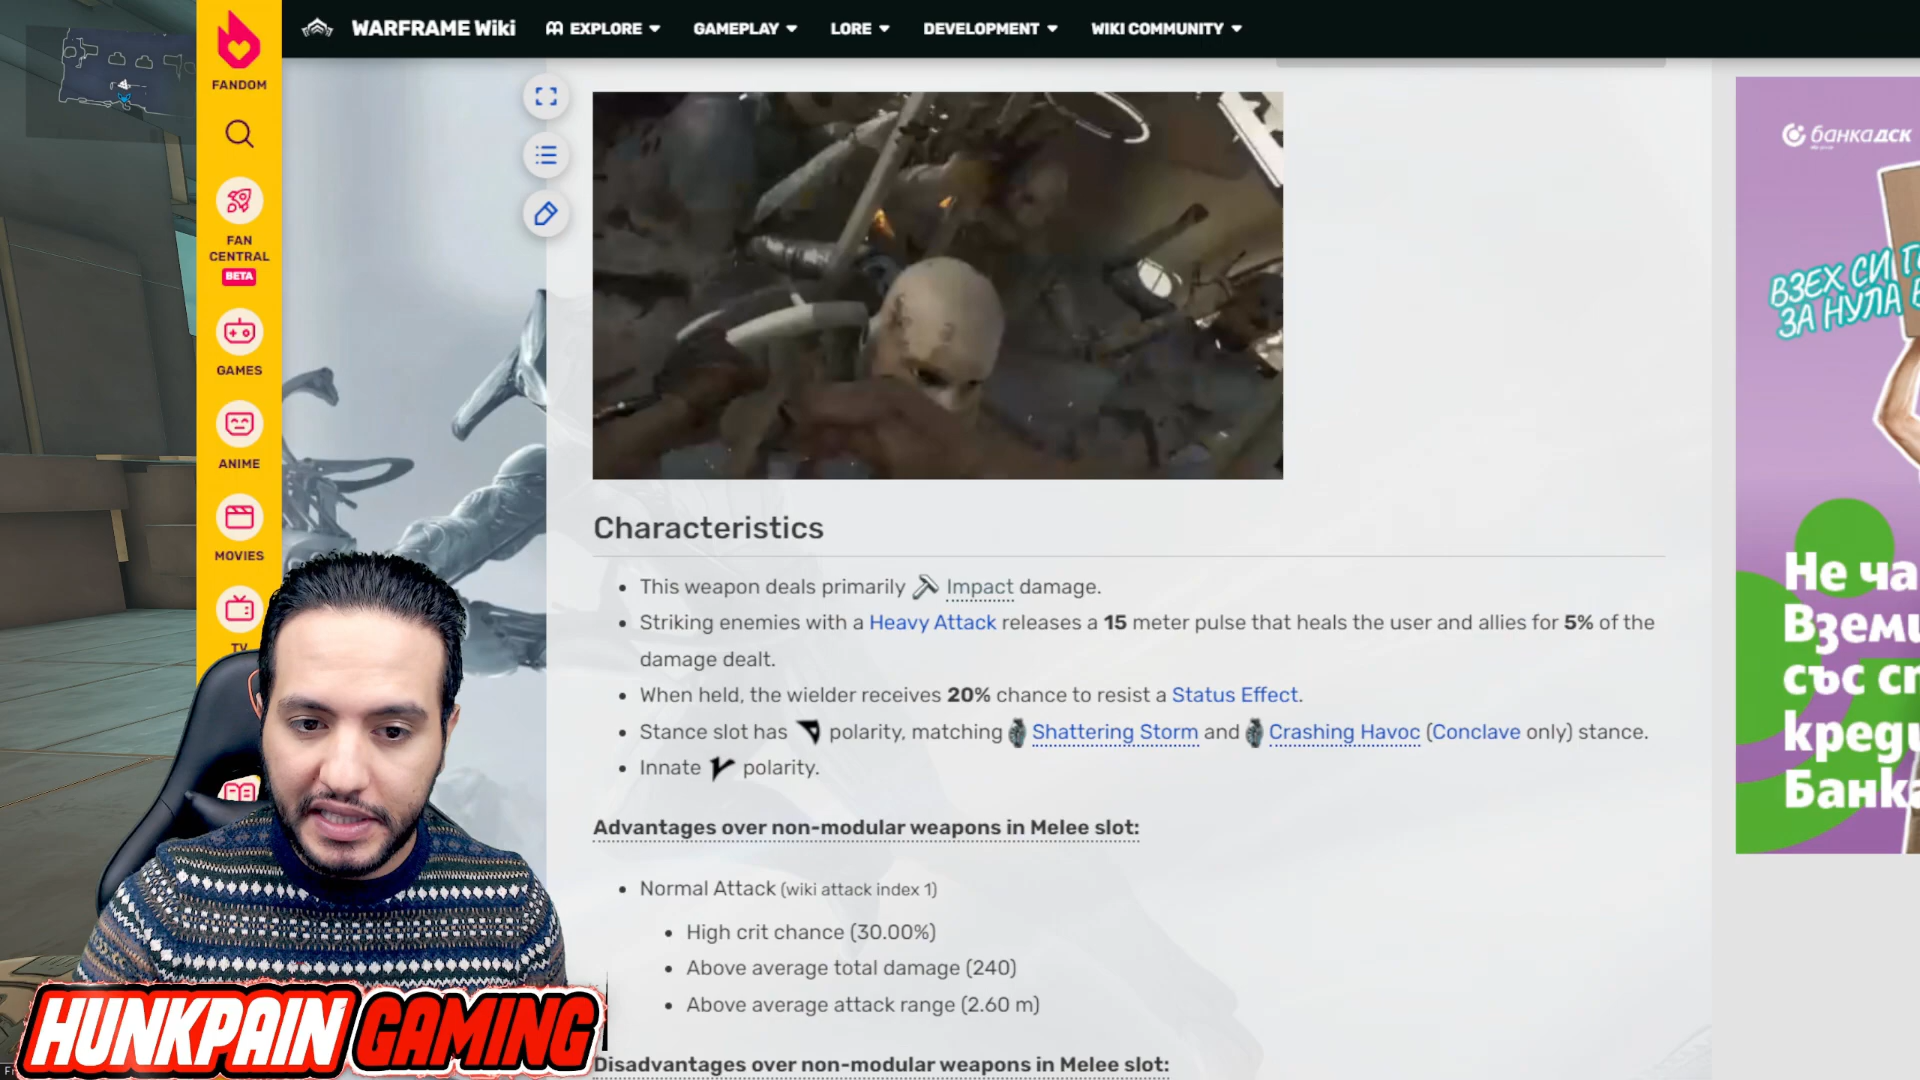 WARFRAME Wiki
EXPLORE
GAMEPLAY
LORE
DEVELOPMENT
WIKI COMMUNITY
FANDOM
FAN
CENTRAL
BETA
GAMES
ANIME
MOVIES
TV
Characteristics
This weapon deals primarily Impact damage.
Striking enemies with a Heavy Attack releases a 15 meter pulse that heals the user and allies for 5% of the
damage dealt.
When held, the wielder receives 20% chance to resist a Status Effect.
Stance slot has polarity, matching Shattering Storm and Crashing Havoc (Conclave only) stance.
Innate polarity.
Advantages over non-modular weapons in Melee slot:
Normal Attack (wiki attack index 1)
High crit chance (30.00%)
Above average total damage (240)
Above average attack range (2.60 m)
Disadvantages over non-modular weapons in Melee slot:
банкадск
ВЗЕХ СИ
ЗА НУЛА
Не ча
Вземи
със сп
креди
Банка
HUNKPAIN GAMING